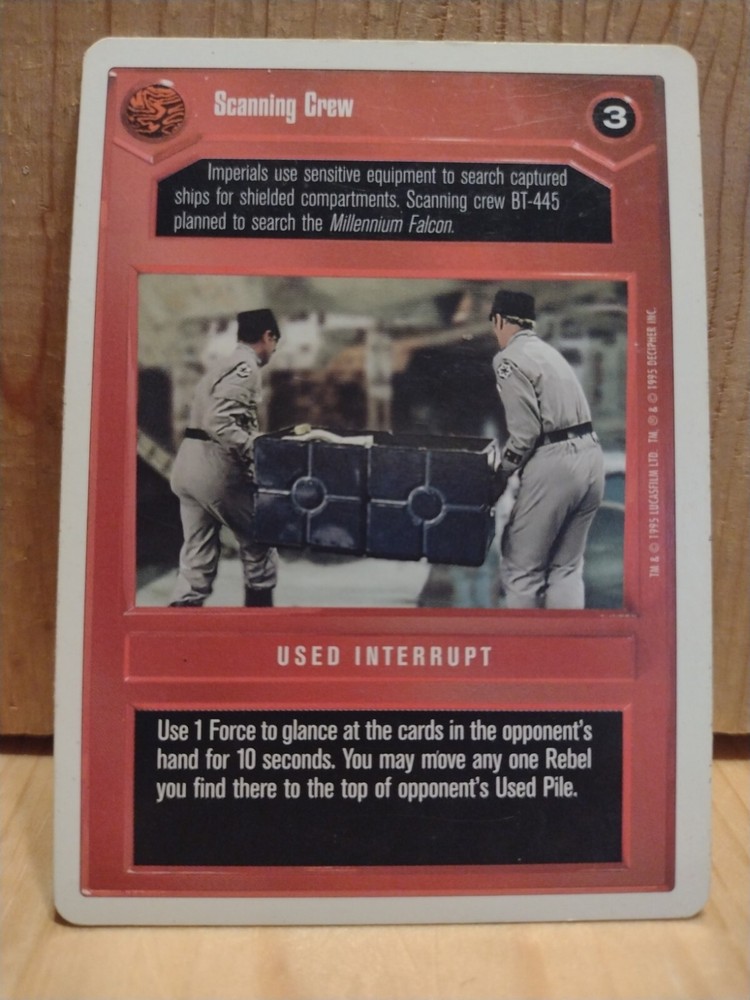 Scanning Crew
3
Imperials use sensitive equipment to search captured
ships for shielded compartments. Scanning crew BT-445
planned to search the Millennium Falcon.
TM & © 1995 LUCASFILM LTD. TM, ® & © 1995 DECIPHER INC.
USED INTERRUPT
Use 1 Force to glance at the cards in the opponent's
hand for 10 seconds. You may move any one Rebel
you find there to the top of opponent's Used Pile.